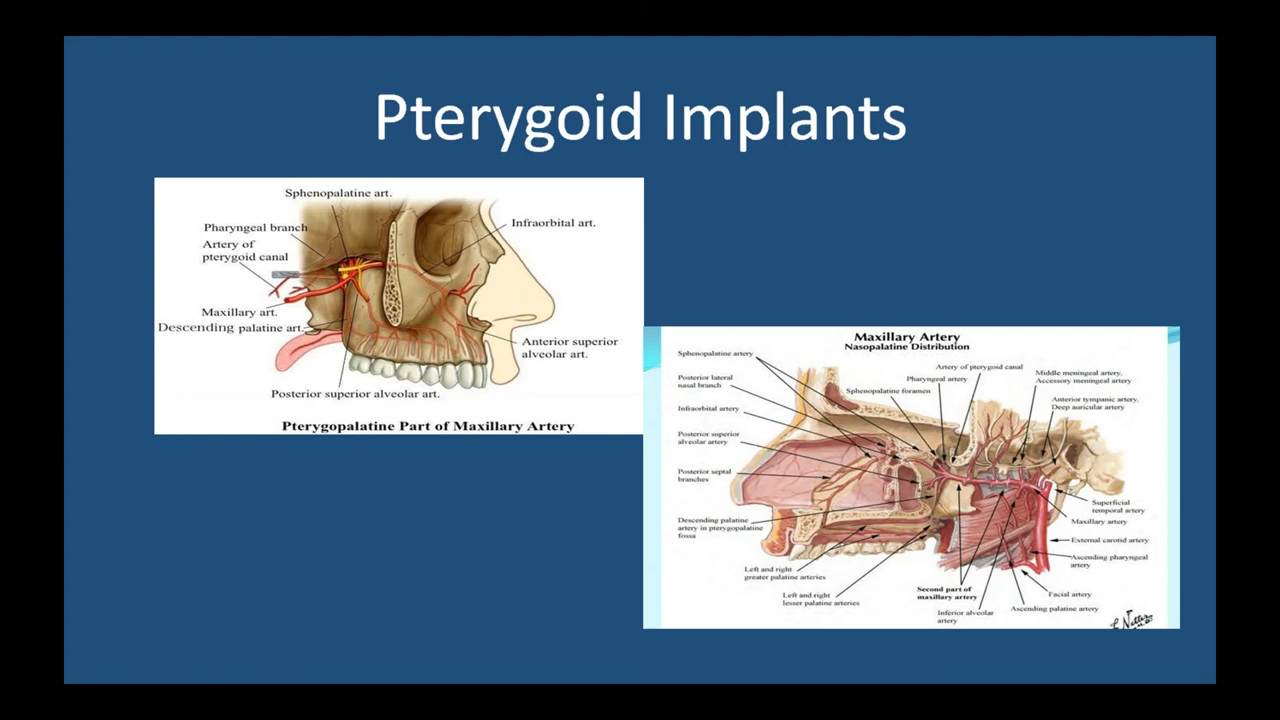 Pterygoid Implants
Sphenopalatine art.
Pharyngeal branch
Infraorbital art.
Artery of
pterygoid canal
Maxillary art.
Descending palatine art.
Anterior superior
alveolar art.
Posterior superior alveolar art.
Pterygopalatine Part of Maxillary Artery
Maxillary Artery
Nasopalatine Distribution
Sphenopalatine artery
Artery of pterygoid canal
Posterior lateral
nasal branch
Pharyngeal artery
Middle meningeal artery,
Accessory meningeal artery
Sphenopalatine foramen
Infraorbital artery
Anterior tympanic artery,
Deep auricular artery
Posterior superior
alveolar artery
Posterior septal
branches
Superficial
temporal artery
Descending palatine
artery in pterygopalatine
fossa
Maxillary artery
External carotid artery
Ascending pharyngeal
artery
Left and right
greater palatine arteries
Second part of
maxillary artery
Facial artery
Left and right
lesser palatine arteries
Inferior alveolar
artery
Ascending palatine artery